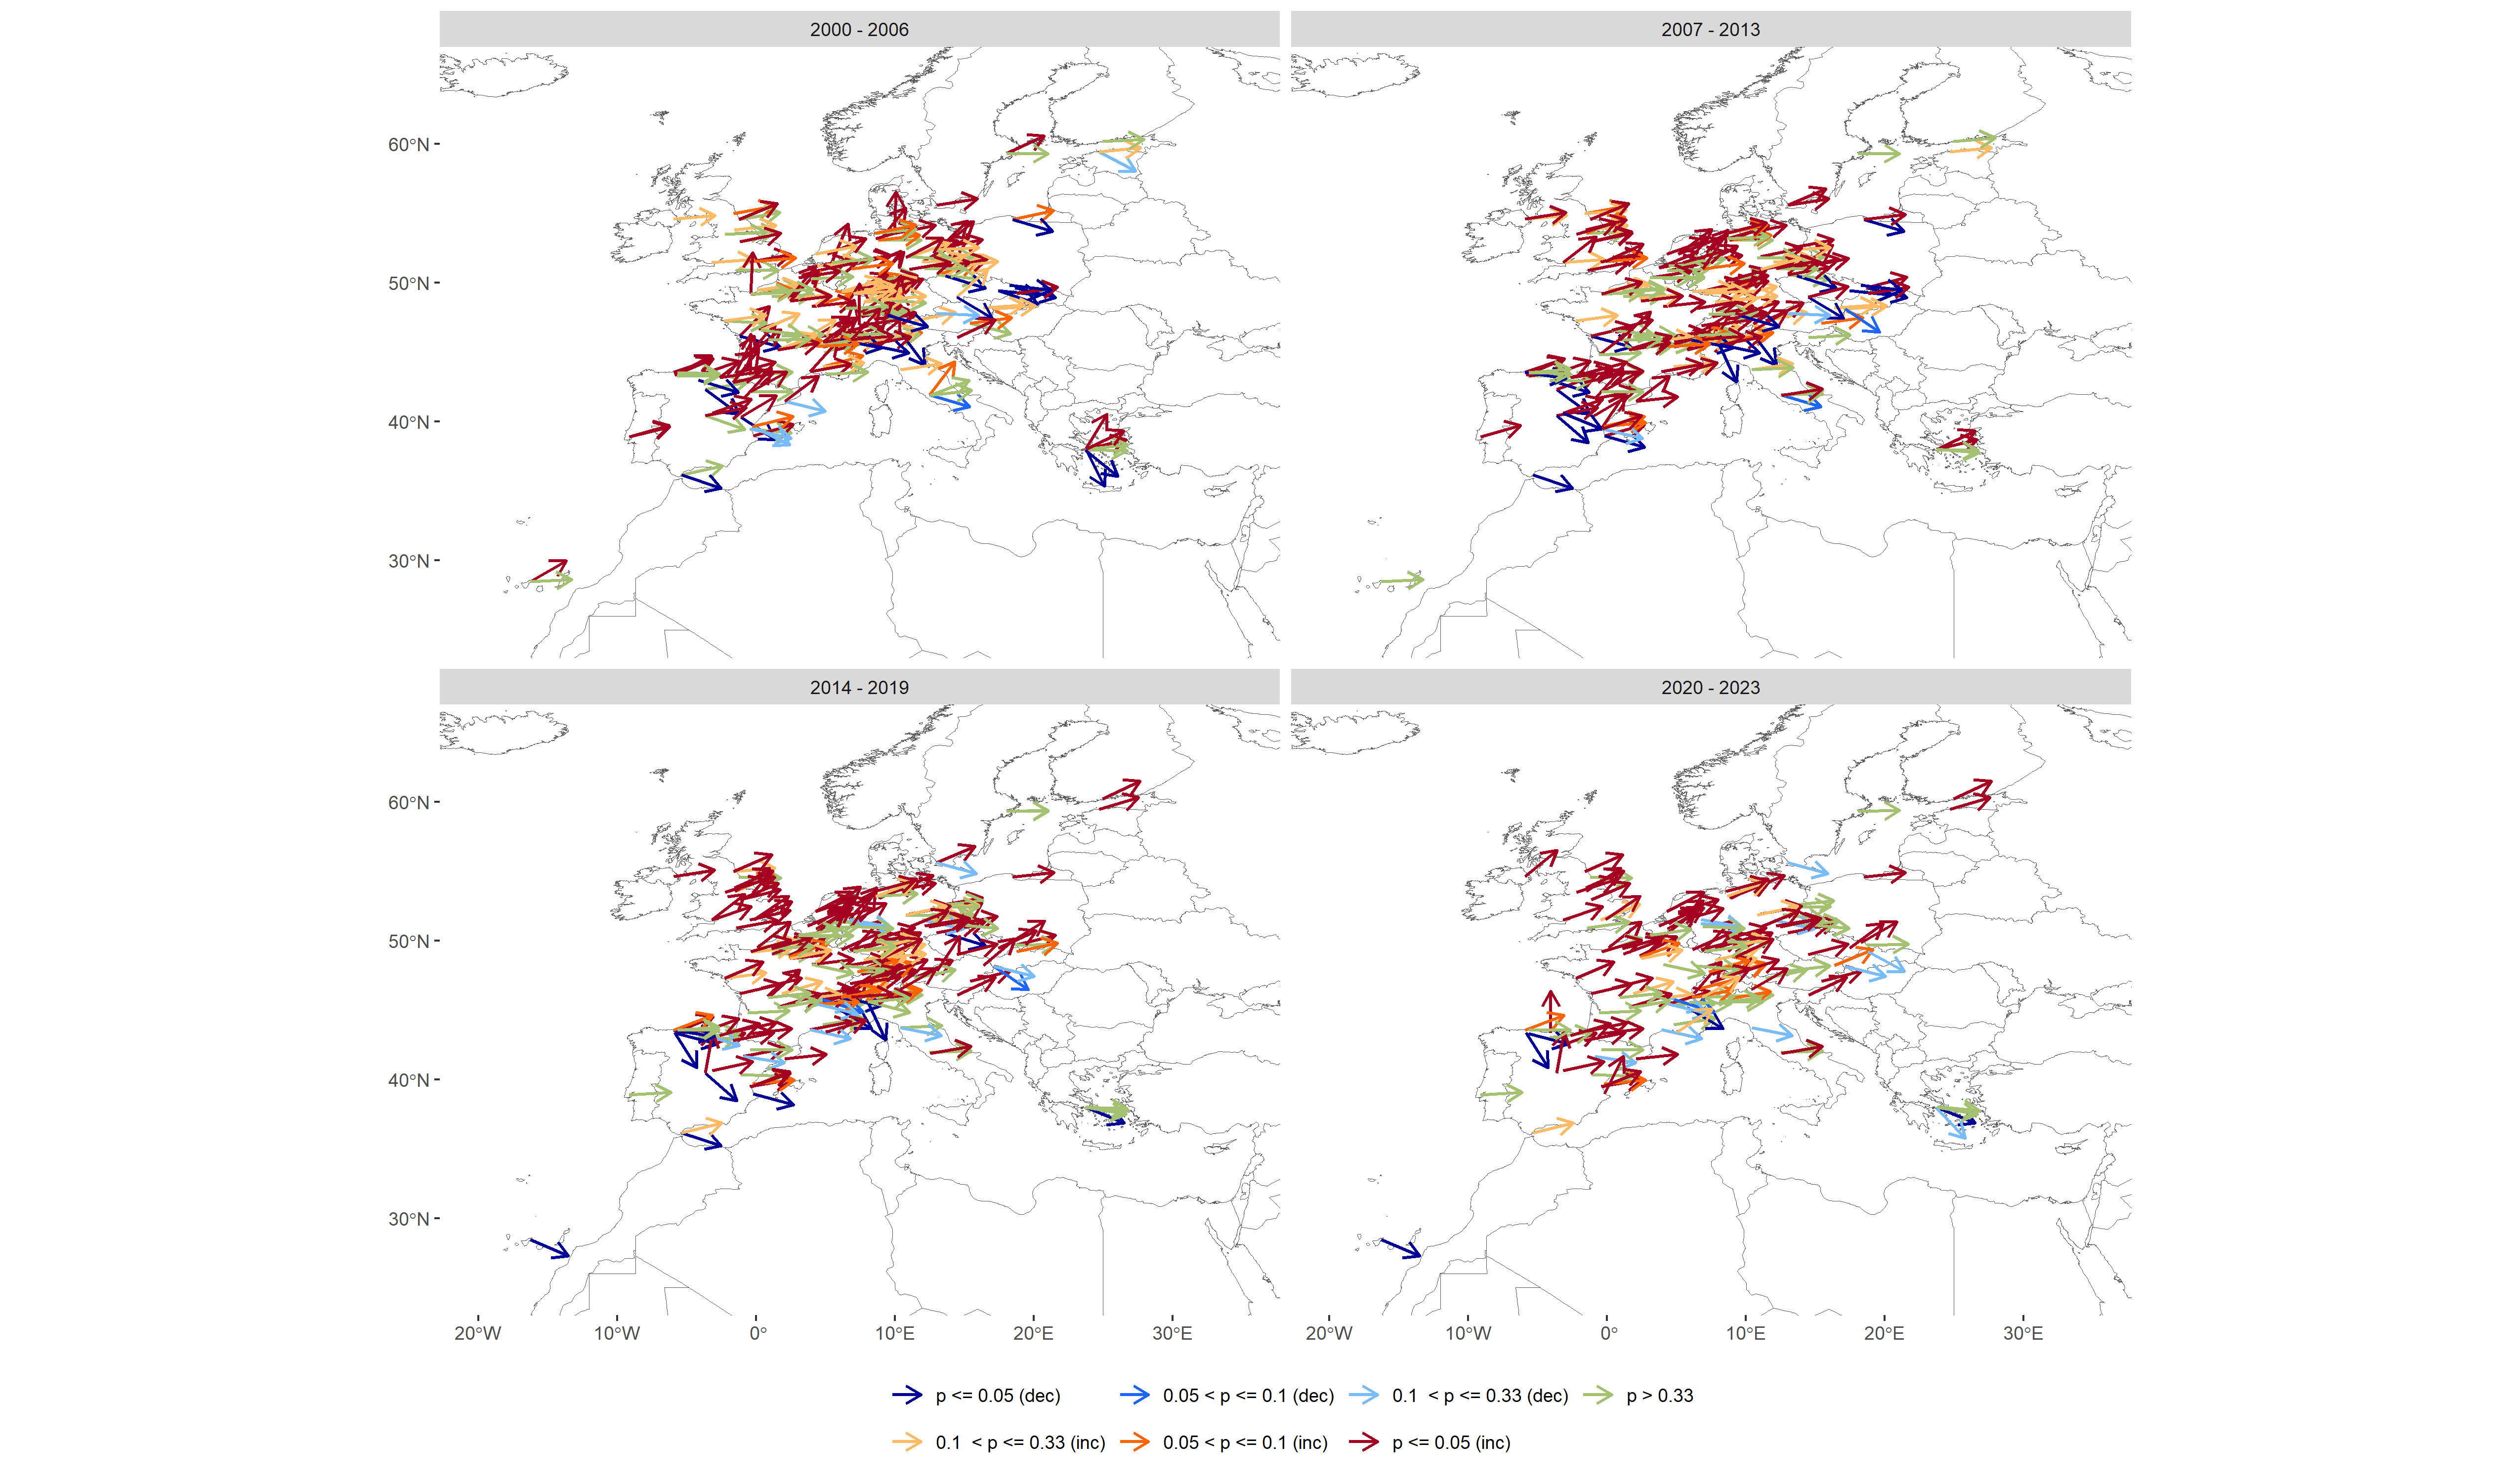 2000 - 2006
2007 - 2013
60°N
50°N
40°N
30°N
2014 - 2019
2020 - 2023
60°N
50°N
40°N
30°N
20°W 10°W 0° 10°E 20°E 30°E
20°W 10°W 0° 10°E 20°E 30°E
p <= 0.05 (dec) 0.05 < p <= 0.1 (dec) 0.1 < p <= 0.33 (dec) p > 0.33
0.1 < p <= 0.33 (inc) 0.05 < p <= 0.1 (inc) p <= 0.05 (inc)